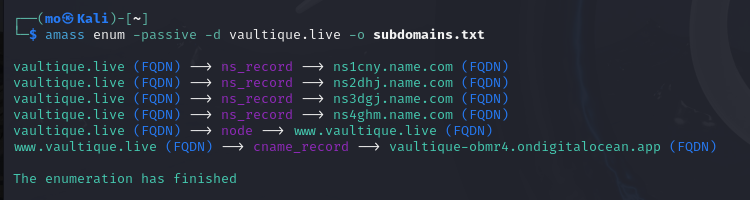 ┌──(mo㉿Kali)-[~]
└─$ amass enum -passive -d vaultique.live -o subdomains.txt
vaultique.live (FQDN) ⟶ ns_record ⟶ ns1cny.name.com (FQDN)
vaultique.live (FQDN) ⟶ ns_record ⟶ ns2dhj.name.com (FQDN)
vaultique.live (FQDN) ⟶ ns_record ⟶ ns3dgj.name.com (FQDN)
vaultique.live (FQDN) ⟶ ns_record ⟶ ns4ghm.name.com (FQDN)
vaultique.live (FQDN) ⟶ node ⟶ www.vaultique.live (FQDN)
www.vaultique.live (FQDN) ⟶ cname_record ⟶ vaultique-obmr4.ondigitalocean.app (FQDN)
The enumeration has finished